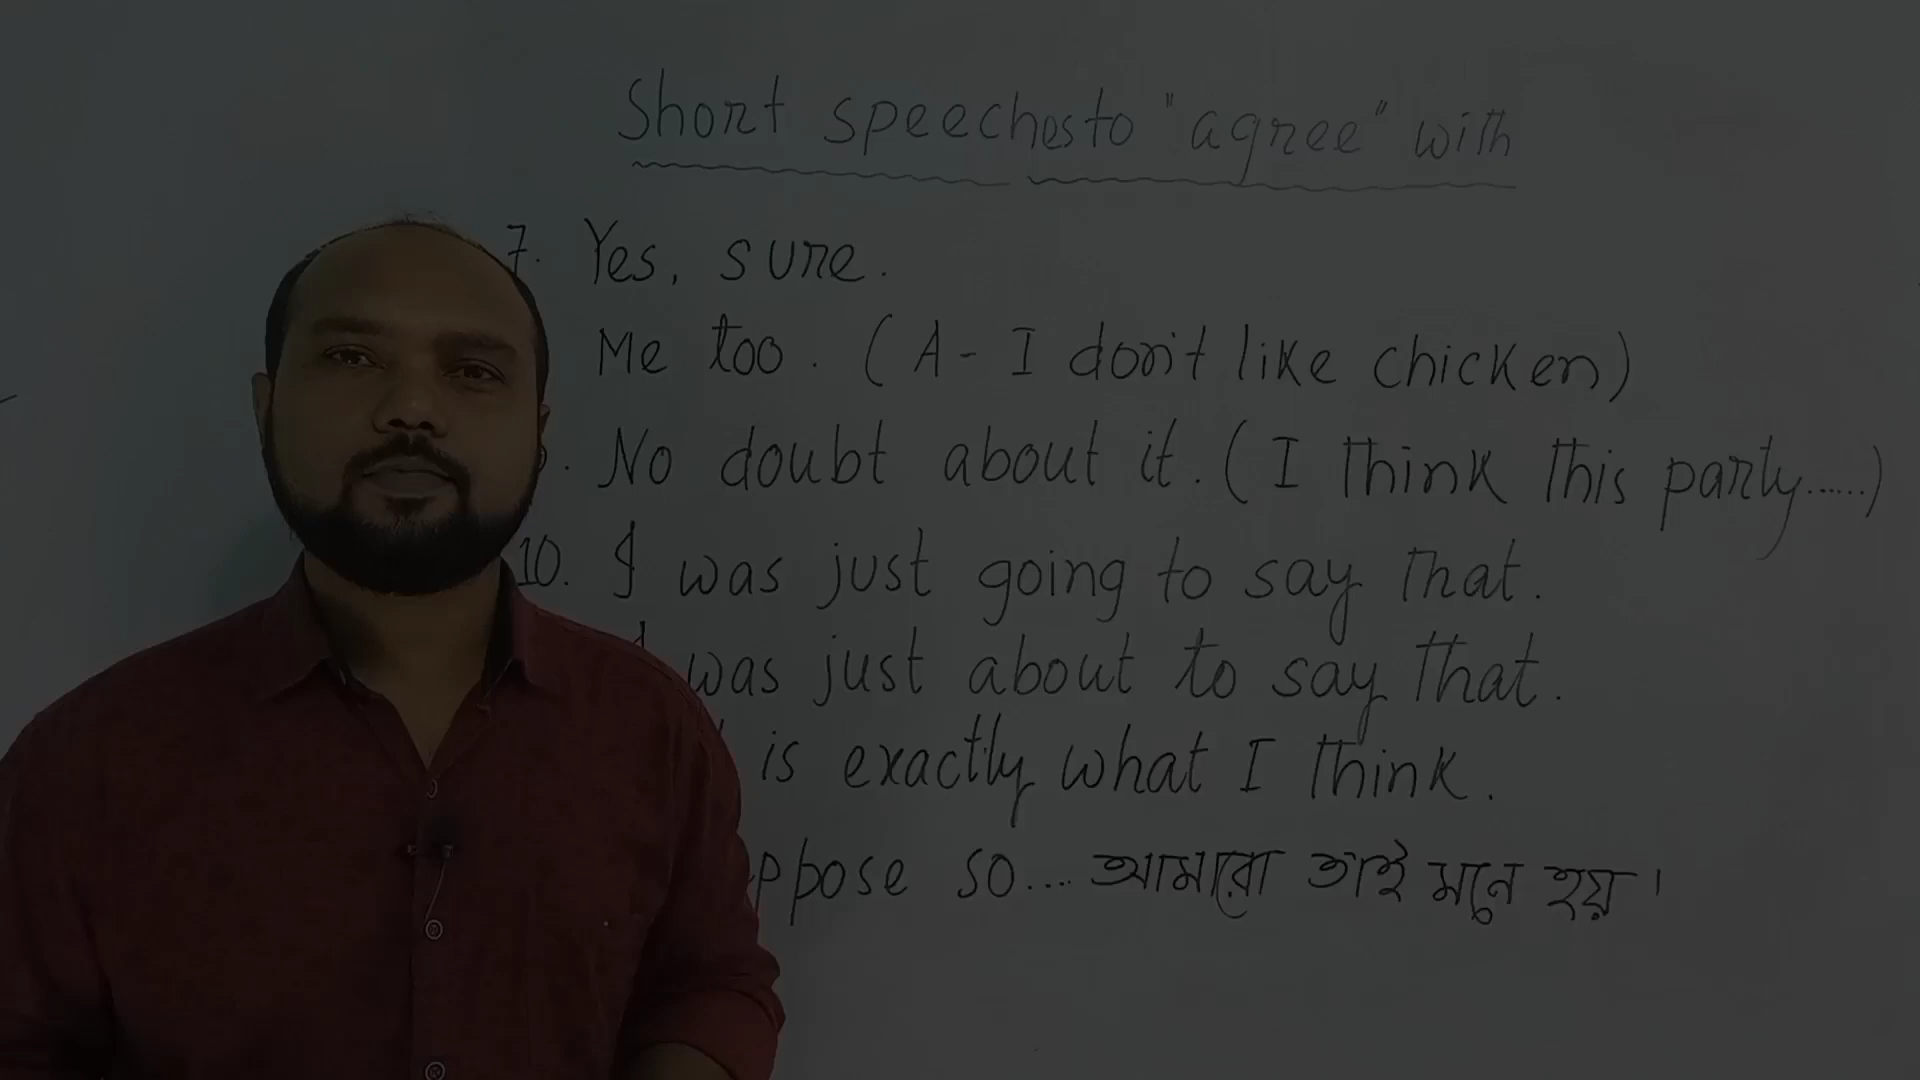 Short speeches to "agree" with
7. Yes, sure.
Me too. (A - I don't like chicken)
. No doubt about it. (I think this party......)
10. I was just going to say that.
I was just about to say that.
is exactly what I think.
ppose so.... আমারো তাই মনে হয়।